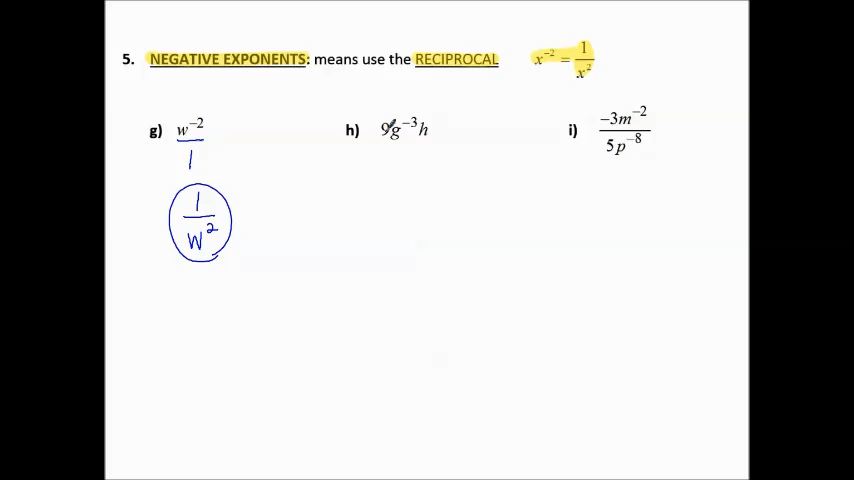 5. NEGATIVE EXPONENTS: means use the RECIPROCAL x⁻² = 1/x²
g) w⁻²/1 h) 9g⁻³h i) −3m⁻²/5p⁻⁸
1/w²